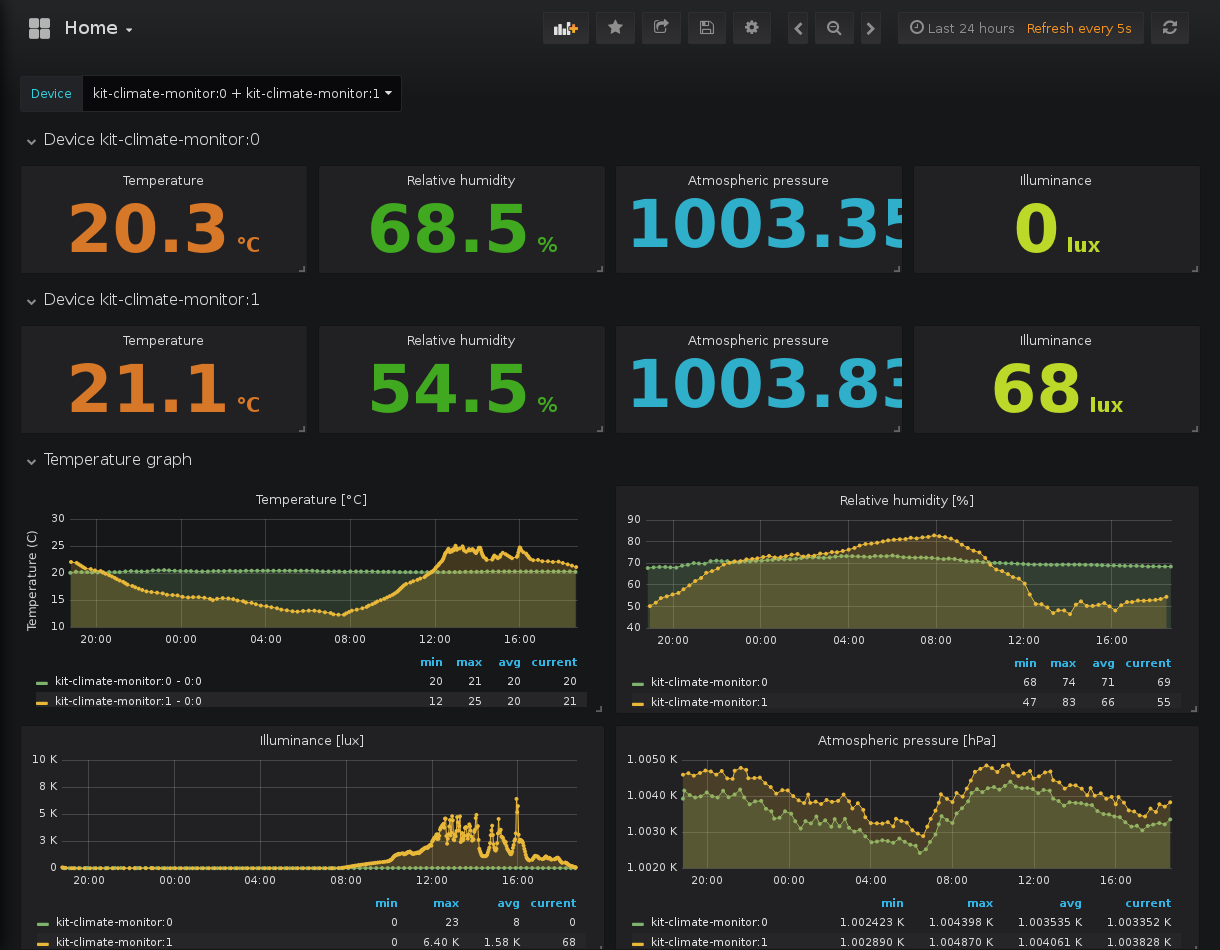 Home
Last 24 hours Refresh every 5s
Device kit-climate-monitor:0 + kit-climate-monitor:1
Device kit-climate-monitor:0
Temperature Relative humidity Atmospheric pressure Illuminance
20.3 °C 68.5 % 1003.35 0 lux
Device kit-climate-monitor:1
Temperature Relative humidity Atmospheric pressure Illuminance
21.1 °C 54.5 % 1003.83 68 lux
Temperature graph
Temperature [°C]
Temperature (C)
30
25
20
15
10
20:00 00:00 04:00 08:00 12:00 16:00
min max avg current
kit-climate-monitor:0 - 0:0 20 21 20 20
kit-climate-monitor:1 - 0:0 12 25 20 21
Relative humidity [%]
90
80
70
60
50
40
20:00 00:00 04:00 08:00 12:00 16:00
min max avg current
kit-climate-monitor:0 68 74 71 69
kit-climate-monitor:1 47 83 66 55
Illuminance [lux]
10 K
8 K
5 K
3 K
0
20:00 00:00 04:00 08:00 12:00 16:00
min max avg current
kit-climate-monitor:0 0 23 8 0
kit-climate-monitor:1 0 6.40 K 1.58 K 68
Atmospheric pressure [hPa]
1.0050 K
1.0040 K
1.0030 K
1.0020 K
20:00 00:00 04:00 08:00 12:00 16:00
min max avg current
kit-climate-monitor:0 1.002423 K 1.004398 K 1.003535 K 1.003352 K
kit-climate-monitor:1 1.002890 K 1.004870 K 1.004061 K 1.003828 K